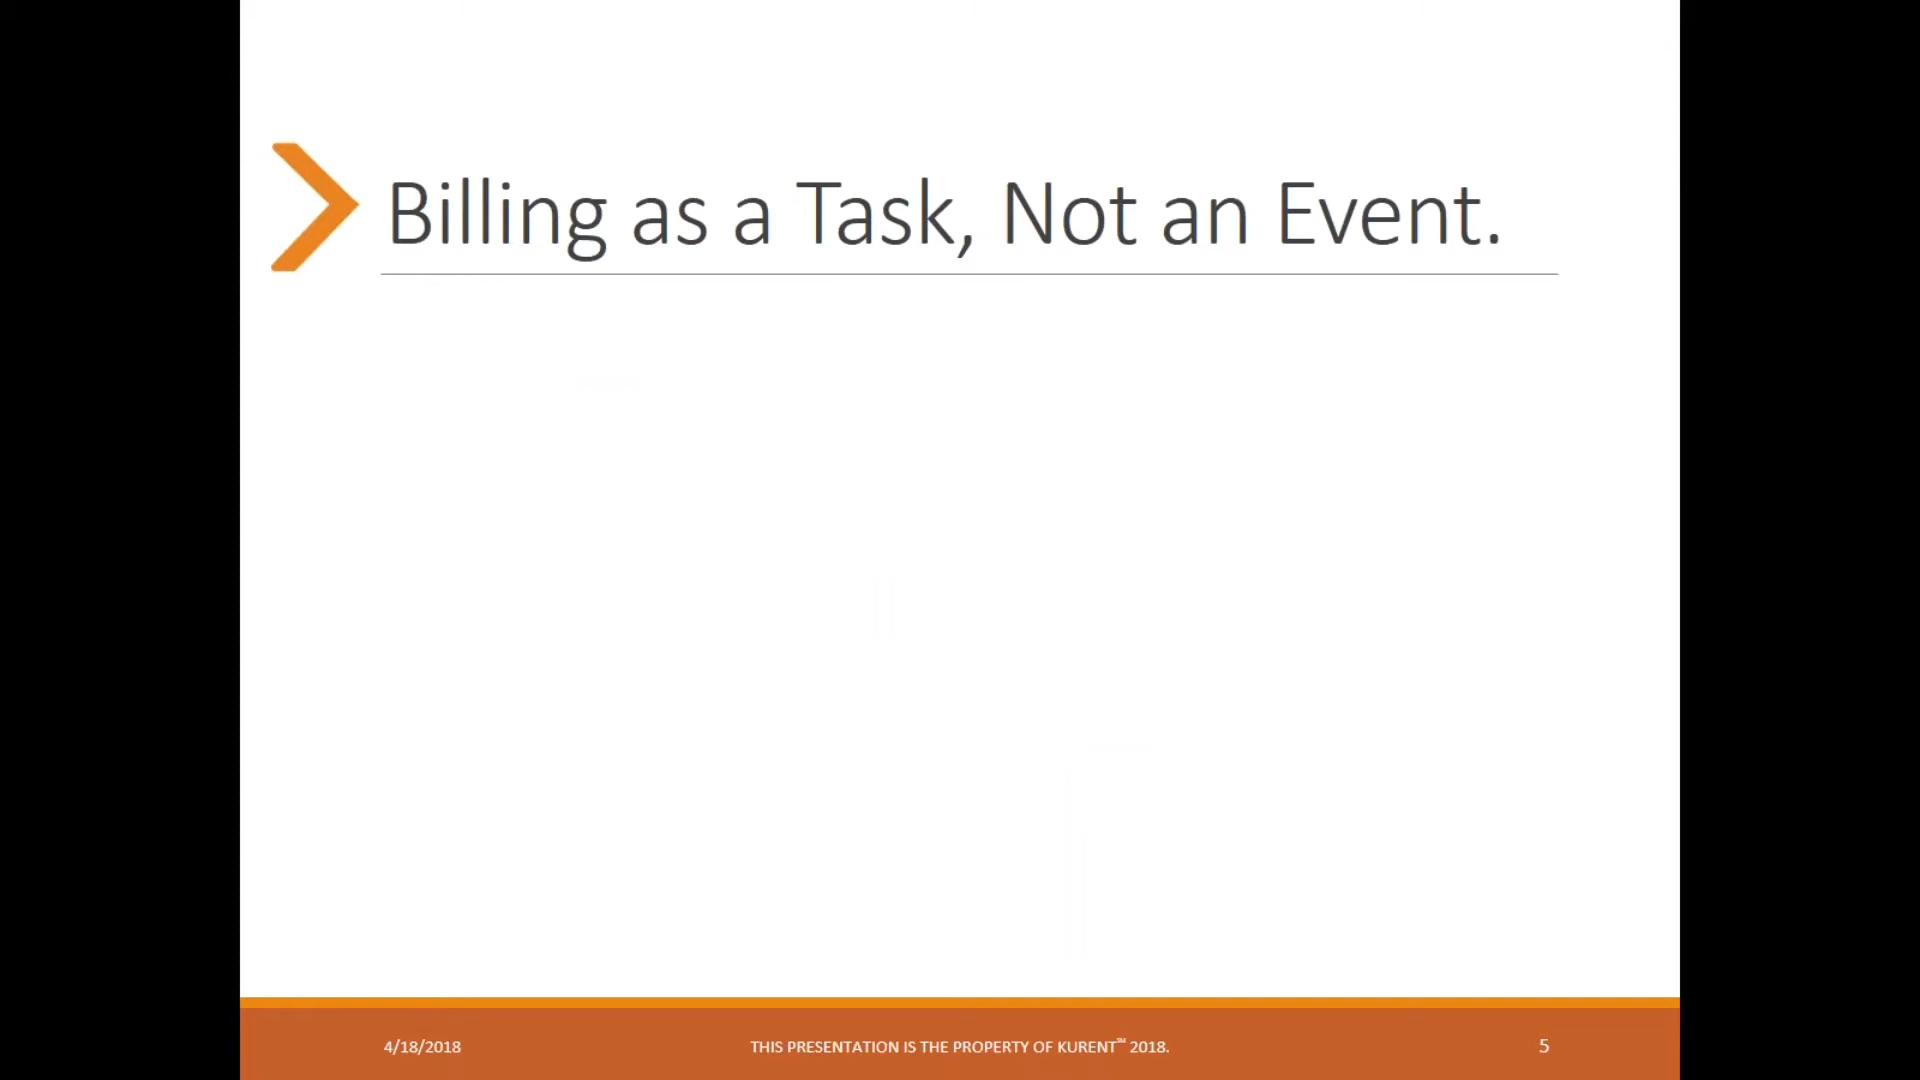 Billing as a Task, Not an Event.
4/18/2018
THIS PRESENTATION IS THE PROPERTY OF KURENT℠ 2018.
5